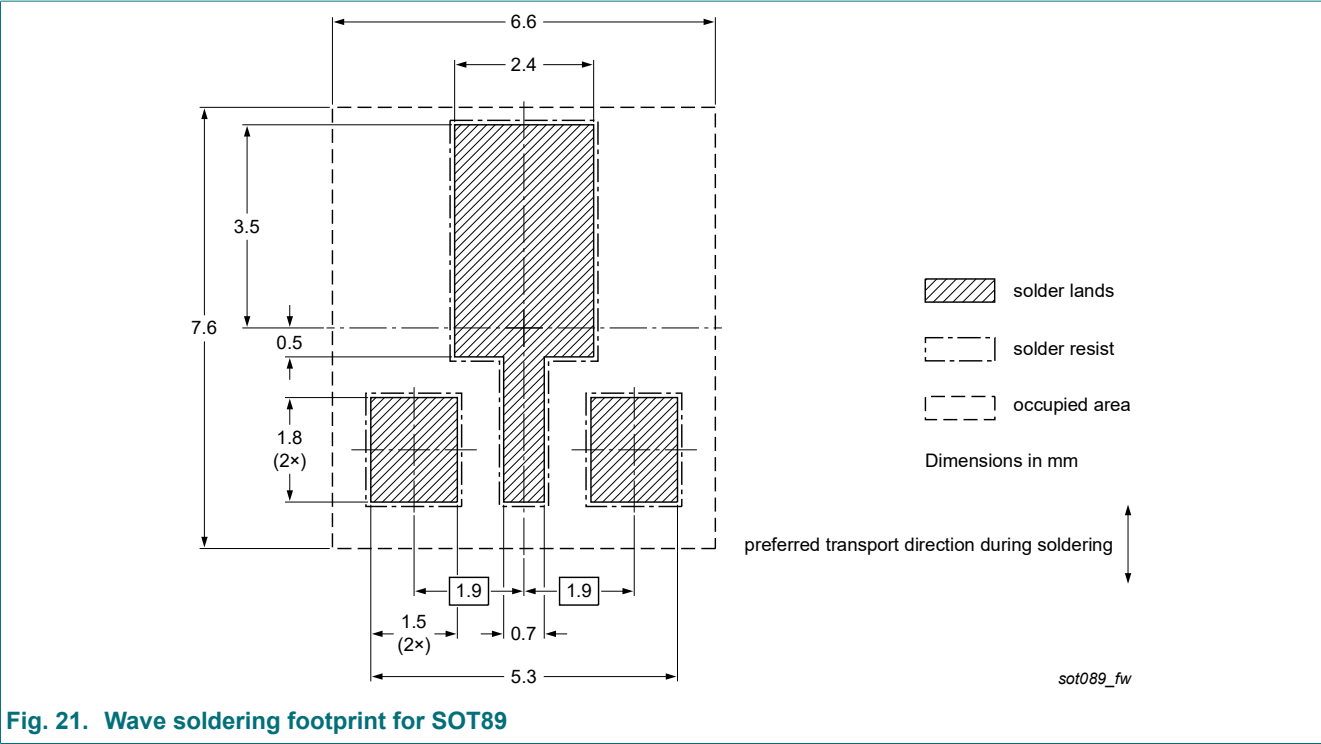 6.6
2.4
3.5
7.6
0.5
1.8
(2×)
solder lands
solder resist
occupied area
Dimensions in mm
preferred transport direction during soldering
1.9
1.9
1.5
(2×)
0.7
5.3
sot089_fw
Fig. 21. Wave soldering footprint for SOT89